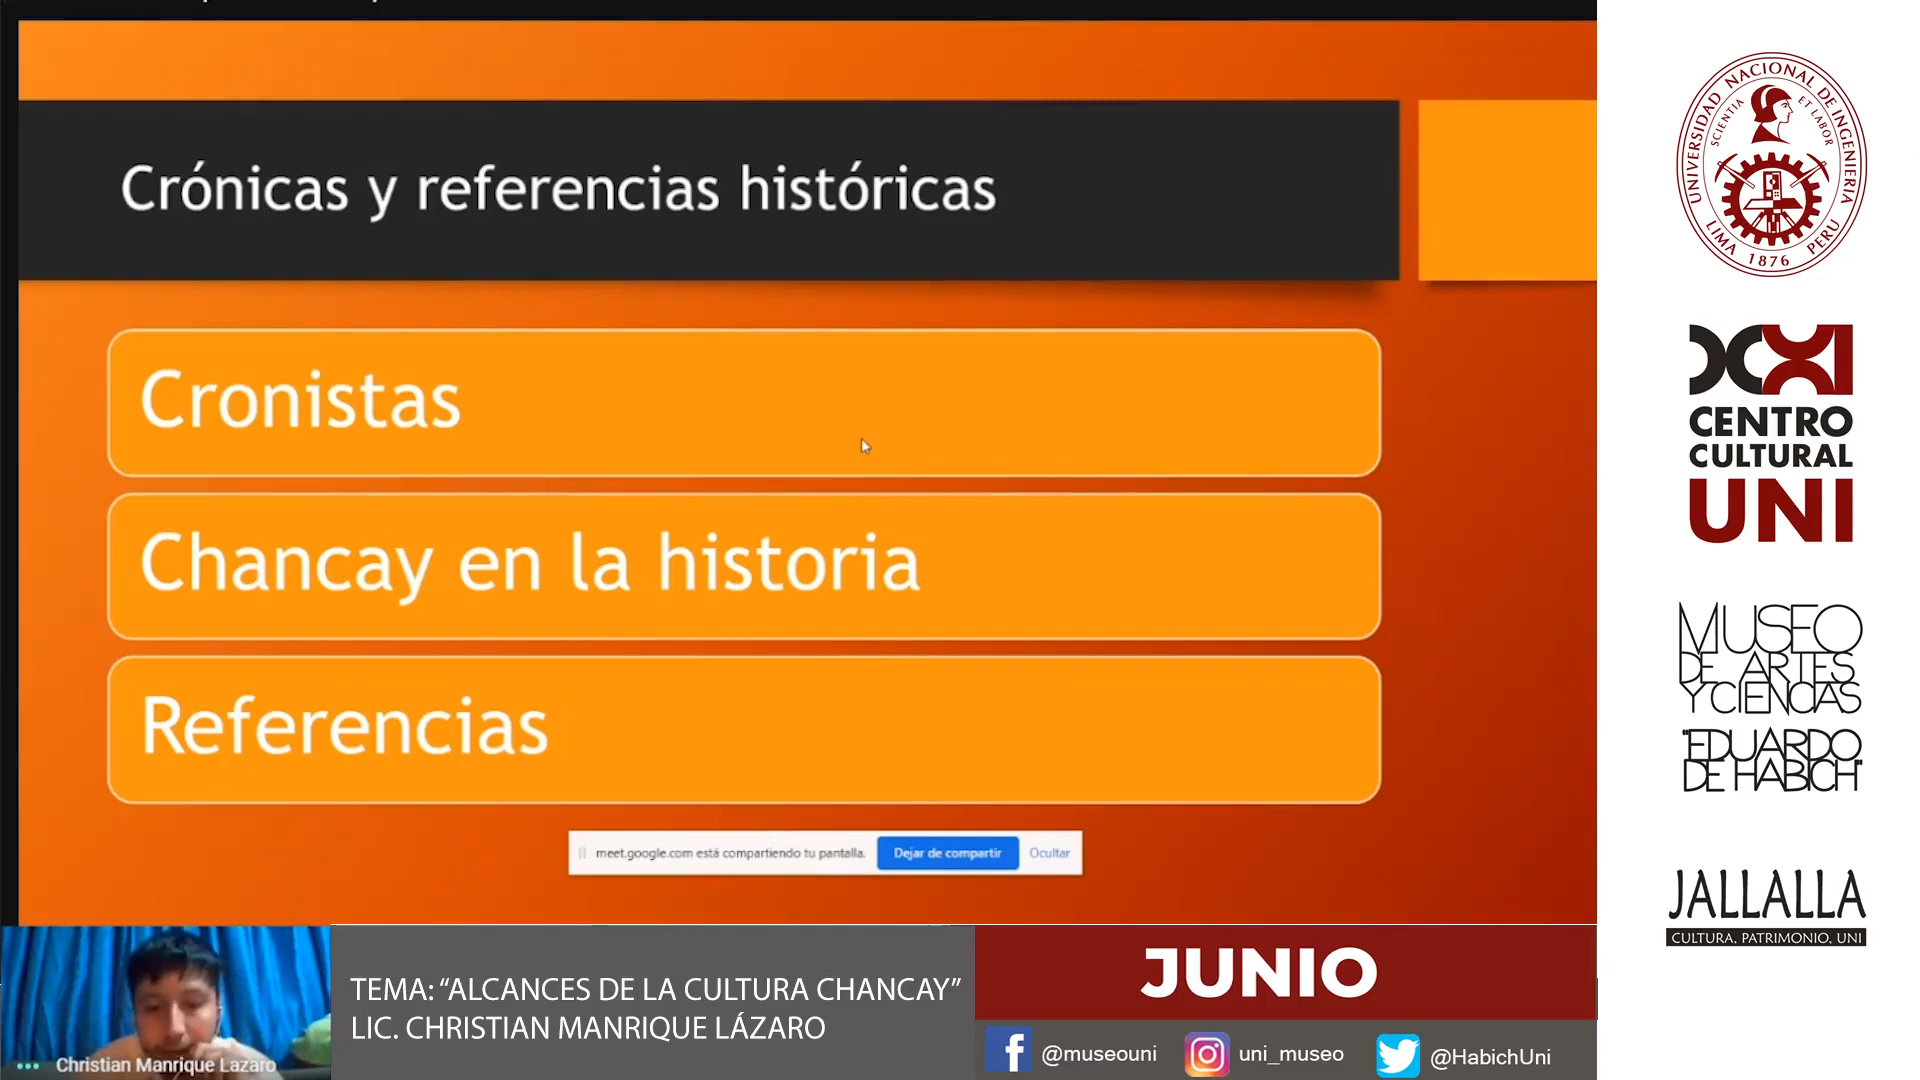 Crónicas y referencias históricas
Cronistas
Chancay en la historia
Referencias
meet.google.com está compartiendo tu pantalla.
Dejar de compartir
Ocultar
Christian Manrique Lazaro
TEMA: “ALCANCES DE LA CULTURA CHANCAY”
LIC. CHRISTIAN MANRIQUE LÁZARO
JUNIO
@museouni
uni_museo
@HabichUni
UNIVERSIDAD NACIONAL DE INGENIERIA
SCIENTIA ET LABOR
LIMA 1876 PERU
XXI
CENTRO
CULTURAL
UNI
MUSEO
DE ARTES
Y CIENCIAS
"EDUARDO
DE HABICH"
JALLALLA
CULTURA, PATRIMONIO, UNI